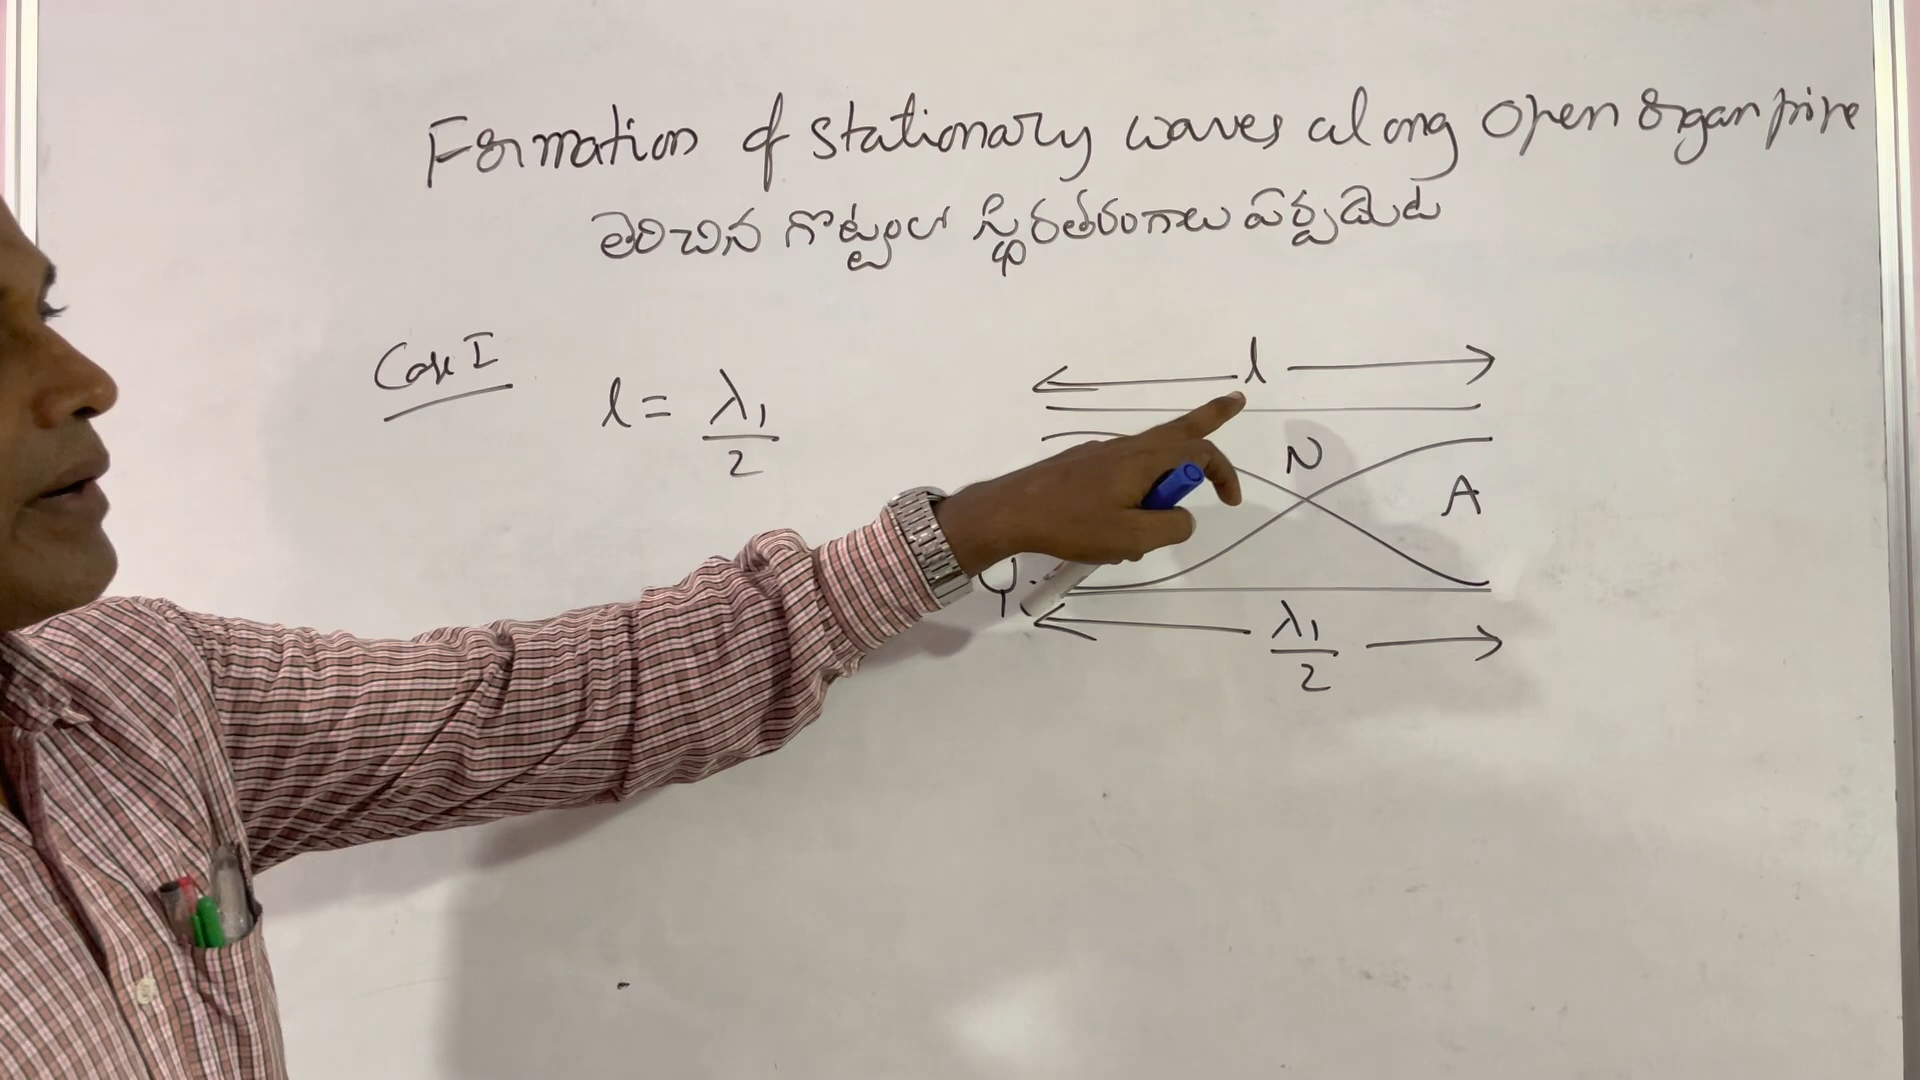 Formation of stationary waves along open organ pipe
తెరిచిన గొట్టంలో స్థిరతరంగాలు ఏర్పడుట
Case I
l = λ₁/2
l
N
A
λ₁/2